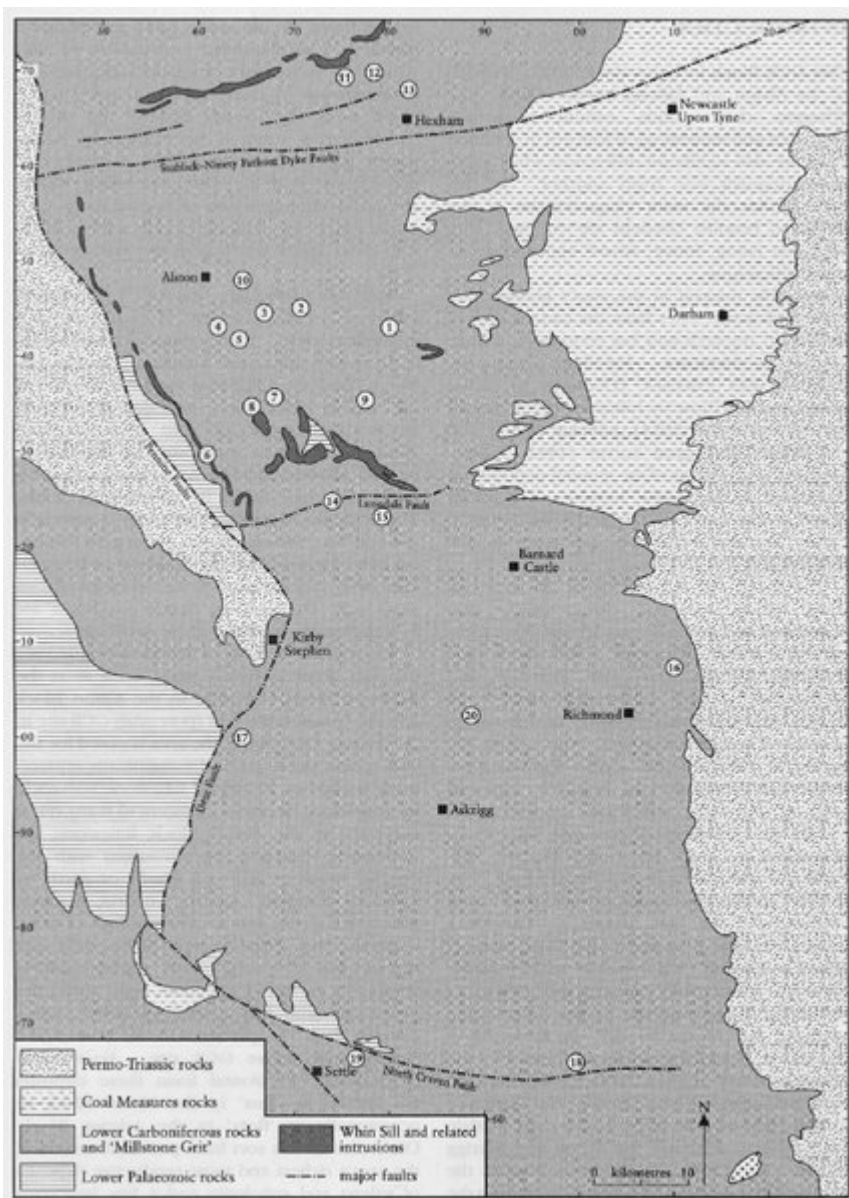 50 60 70 80 90 00 10 20
70
60
50
40
30
20
10
00
90
80
70
60
11
12
13
Newcastle
Upon Tyne
Hexham
Stublick–Ninety Fathom Dyke Faults
Alston
10
2
3
4
5
1
Durham
7
8
9
6
Pennine Faults
14
Lunedale Fault
15
Barnard
Castle
Kirby
Stephen
16
20
Richmond
17
Dent Fault
Askrigg
19
18
Settle
North Craven Fault
Permo-Triassic rocks
Coal Measures rocks
Lower Carboniferous rocks
and ‘Millstone Grit’
Lower Palaeozoic rocks
Whin Sill and related
intrusions
major faults
N
0 kilometres 10